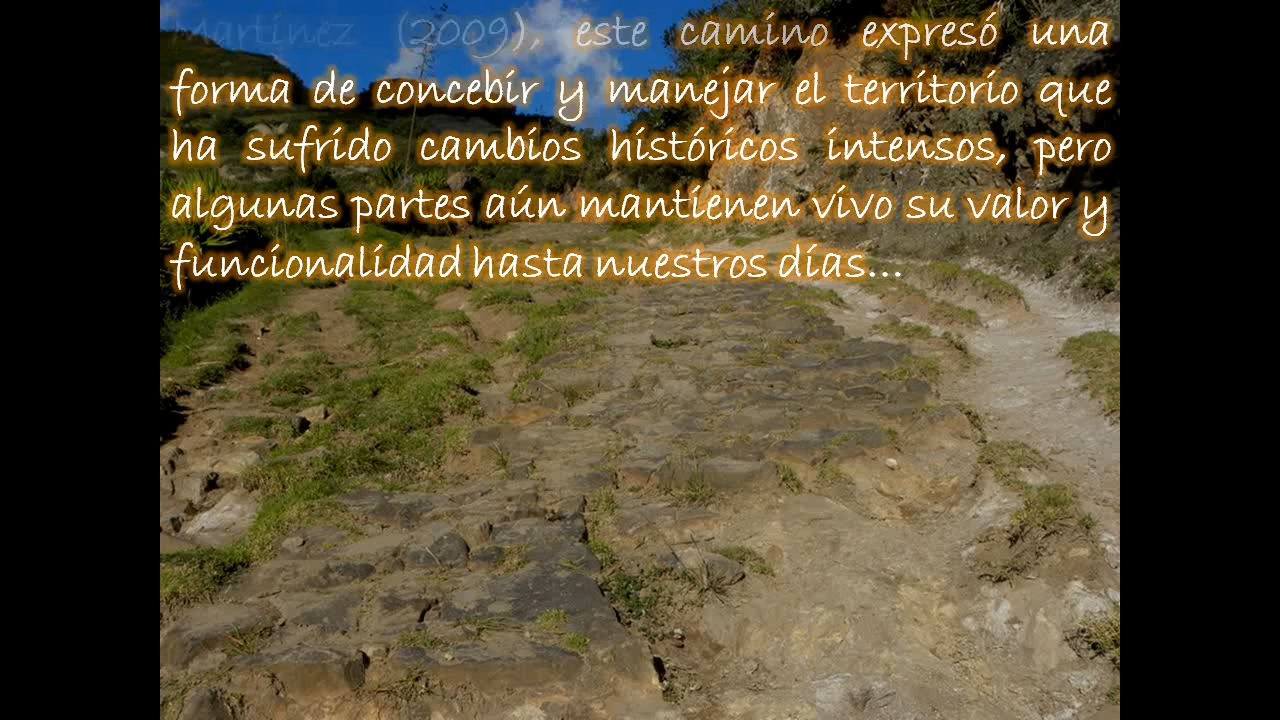 Martínez (2009), este camino expresó una
forma de concebir y manejar el territorio que
ha sufrido cambios históricos intensos, pero
algunas partes aún mantienen vivo su valor y
funcionalidad hasta nuestros días...